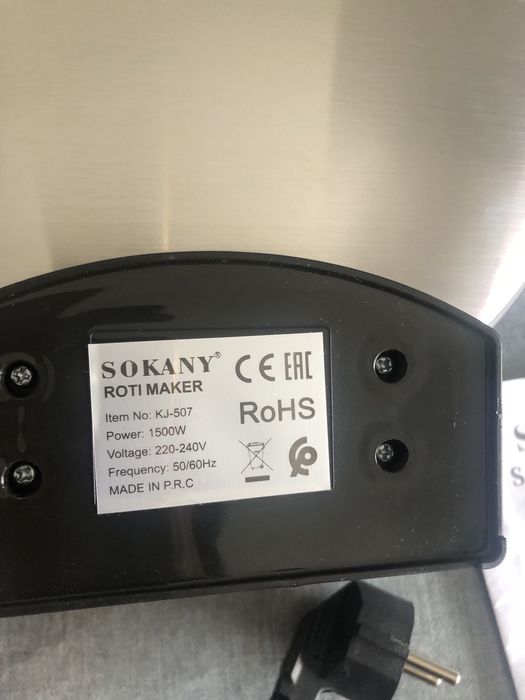 SOKANY®
ROTI MAKER
Item No: KJ-507
Power: 1500W
Voltage: 220-240V
Frequency: 50/60Hz
MADE IN P.R.C
CE EAC
RoHS